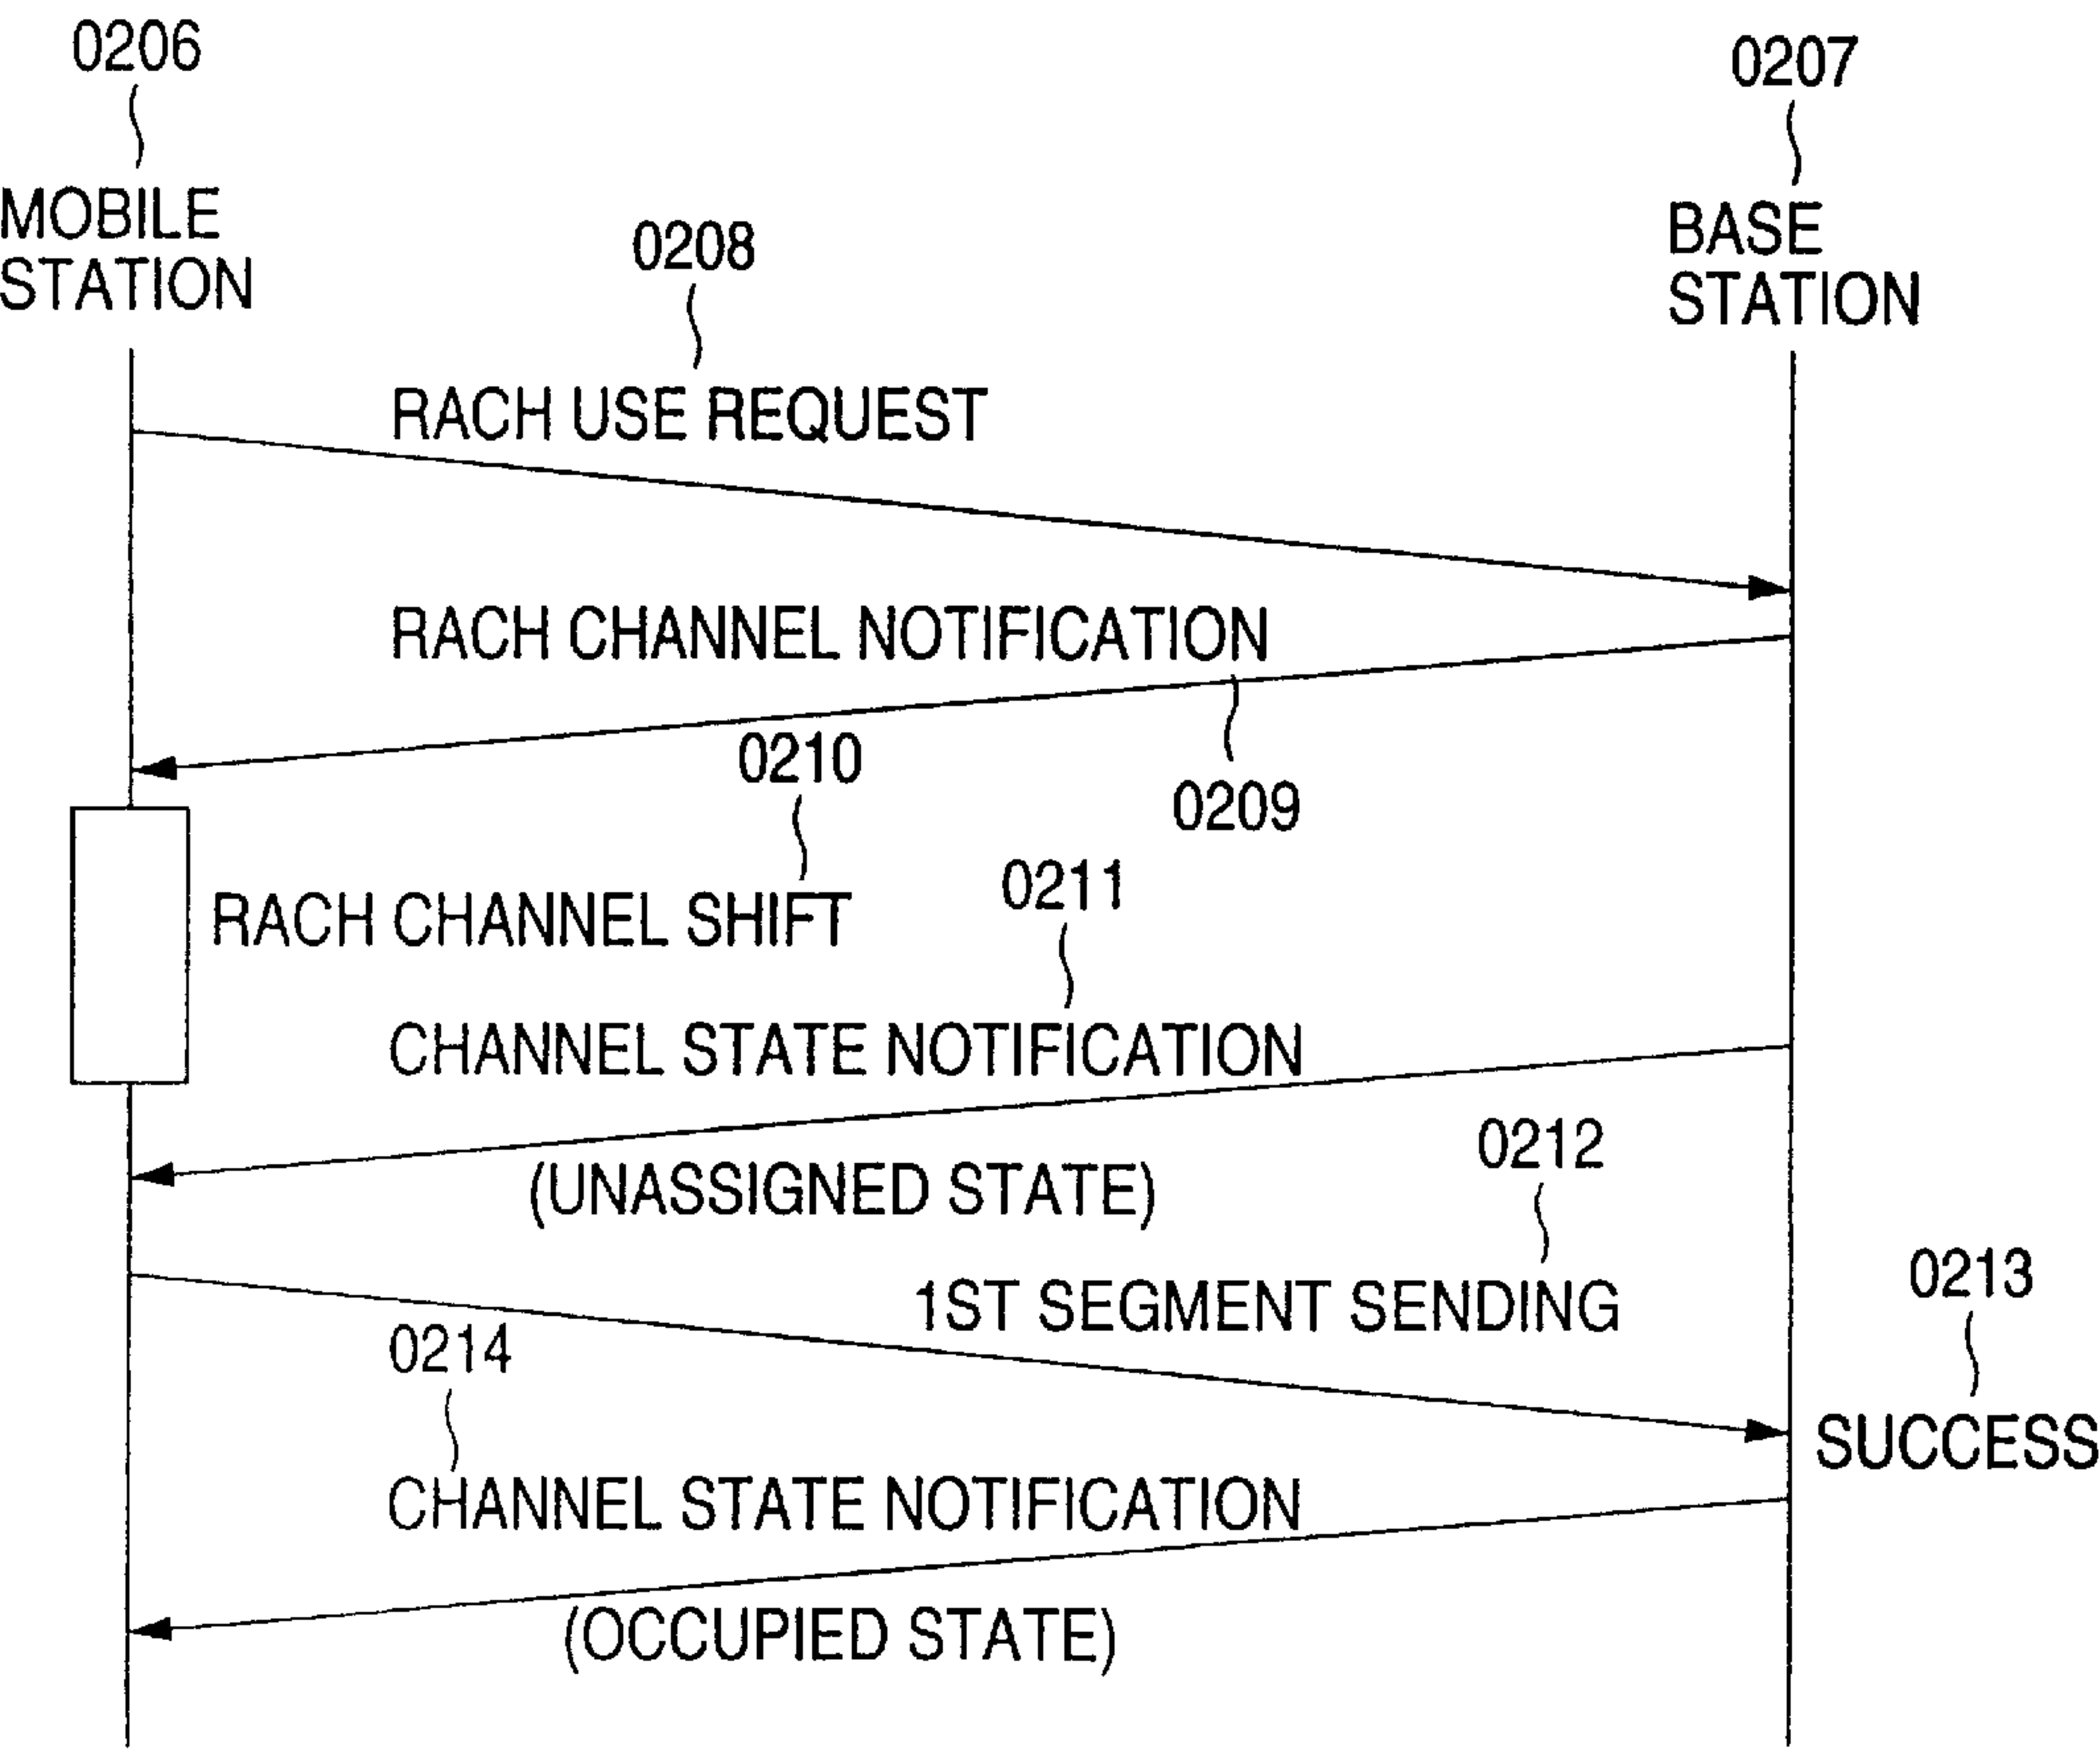 0206
0207
MOBILE
STATION
BASE
STATION
0208
RACH USE REQUEST
RACH CHANNEL NOTIFICATION
0210
0209
0211
RACH CHANNEL SHIFT
CHANNEL STATE NOTIFICATION
0212
(UNASSIGNED STATE)
0213
1ST SEGMENT SENDING
0214
SUCCESS
CHANNEL STATE NOTIFICATION
(OCCUPIED STATE)